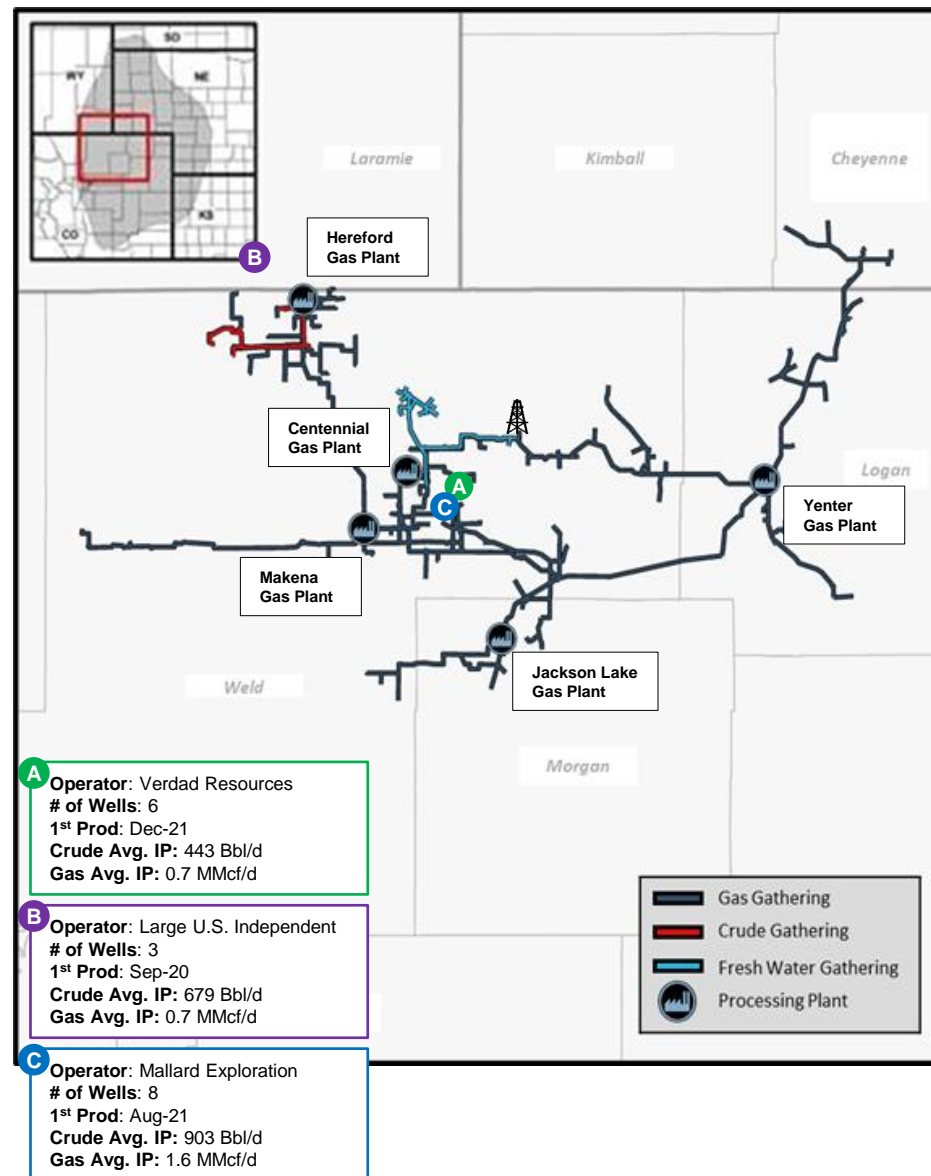 SD
WY
NE
CO
KS
B
Laramie
Kimball
Cheyenne
Hereford
Gas Plant
Centennial
Gas Plant
A
C
Logan
Yenter
Gas Plant
Makena
Gas Plant
Jackson Lake
Gas Plant
Weld
Morgan
A
Operator: Verdad Resources
# of Wells: 6
1st Prod: Dec-21
Crude Avg. IP: 443 Bbl/d
Gas Avg. IP: 0.7 MMcf/d
B
Operator: Large U.S. Independent
# of Wells: 3
1st Prod: Sep-20
Crude Avg. IP: 679 Bbl/d
Gas Avg. IP: 0.7 MMcf/d
C
Operator: Mallard Exploration
# of Wells: 8
1st Prod: Aug-21
Crude Avg. IP: 903 Bbl/d
Gas Avg. IP: 1.6 MMcf/d
Gas Gathering
Crude Gathering
Fresh Water Gathering
Processing Plant